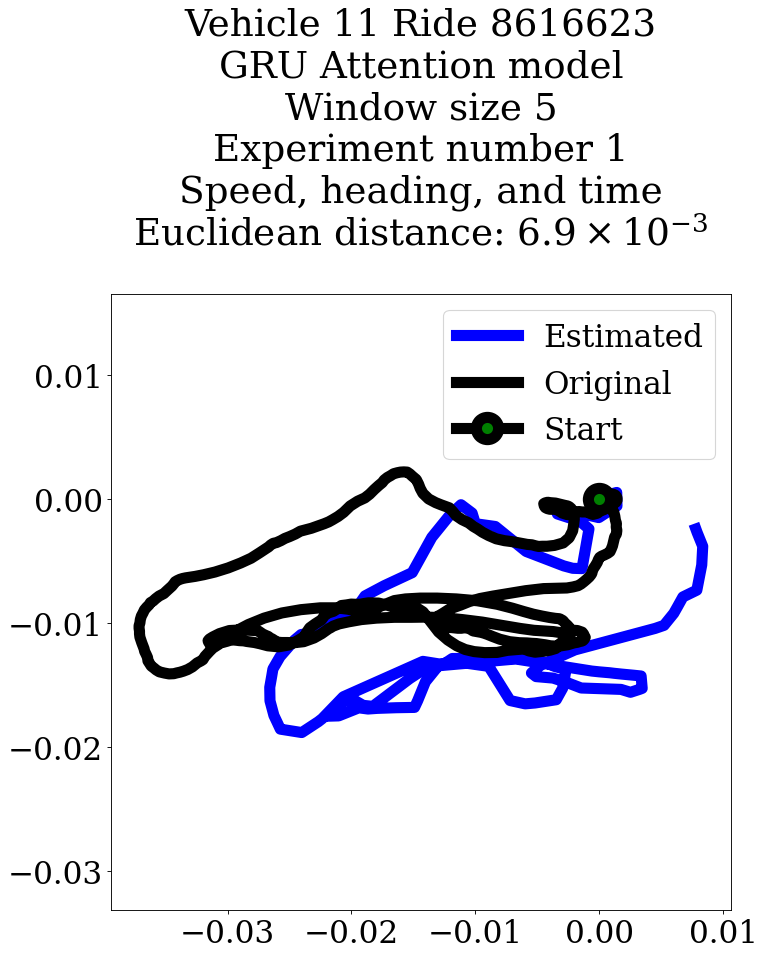 Vehicle 11 Ride 8616623
GRU Attention model
Window size 5
Experiment number 1
Speed, heading, and time
Euclidean distance: 6.9 × 10⁻³
Estimated
Original
Start
0.01
0.00
−0.01
−0.02
−0.03
−0.03 −0.02 −0.01 0.00 0.01